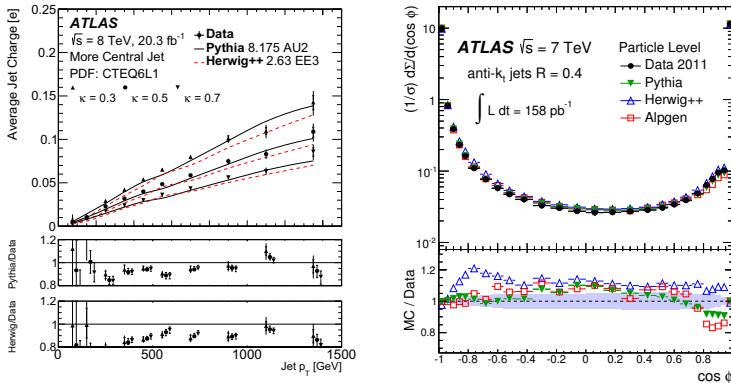 ATLAS
√s = 8 TeV, 20.3 fb⁻¹
More Central Jet
PDF: CTEQ6L1
κ = 0.3 κ = 0.5 κ = 0.7
Data
Pythia 8.175 AU2
Herwig++ 2.63 EE3
Average Jet Charge [e]
0.3
0.25
0.2
0.15
0.1
0.05
0
Pythia/Data
1.2
1
0.8
Herwig/Data
1.2
1
0.8
0 500 1000 1500
Jet p_T [GeV]
ATLAS √s = 7 TeV
anti-k_t jets R = 0.4
∫ L dt = 158 pb⁻¹
Particle Level
Data 2011
Pythia
Herwig++
Alpgen
(1/σ) dΣ/d(cos ϕ)
10
1
10⁻¹
10⁻²
MC / Data
1.2
1.0
0.8
-1 -0.8 -0.6 -0.4 -0.2 0 0.2 0.4 0.6 0.8
cos ϕ